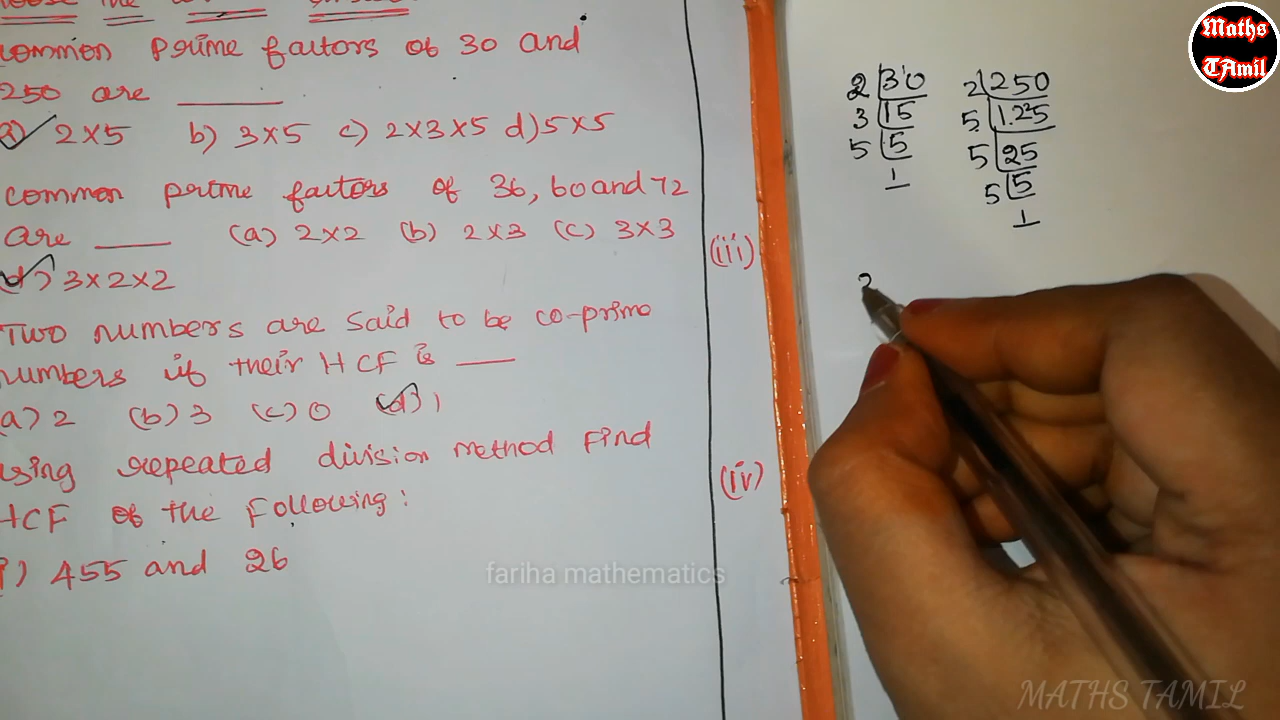 common prime factors of 30 and
250 are ____
a) 2×5 b) 3×5 c) 2×3×5 d) 5×5
common prime factors of 36, 60 and 72
are ____ (a) 2×2 (b) 2×3 (c) 3×3
(d) 3×2×2
Two numbers are said to be co-prime
numbers if their HCF is ____
(a) 2 (b) 3 (c) 0 (d) 1
using repeated division method Find
HCF of the Following:
i) 455 and 26
(iii)
(iv)
2 30
3 15
5 5
1
2 250
5 125
5 25
5 5
1
2
Maths
TAmil
fariha mathematics
MATHS TAMIL